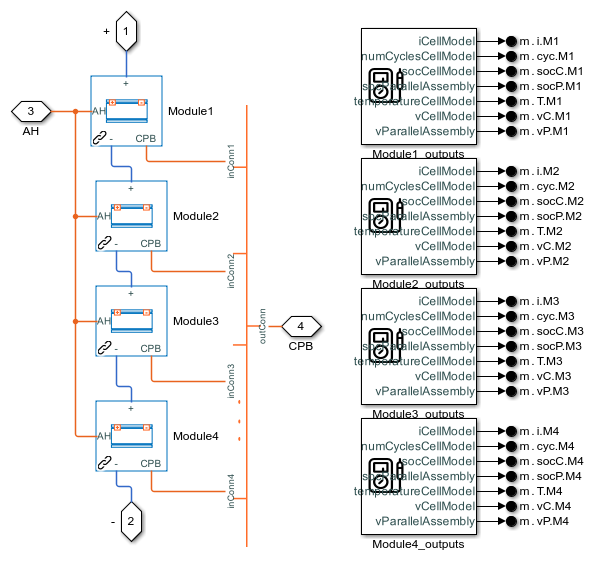 + 1
+
3
AH
AH
Module1
- CPB
inConn1
+
Module2
AH
- CPB
inConn2
+
Module3
AH
- CPB
inConn3
outConn
4
CPB
+
Module4
AH
- CPB
inConn4
- 2
iCellModel m.i.M1
numCyclesCellModel m.cyc.M1
socCellModel m.socC.M1
socParallelAssembly m.socP.M1
temperatureCellModel m.T.M1
vCellModel m.vC.M1
vParallelAssembly m.vP.M1
Module1_outputs
iCellModel m.i.M2
numCyclesCellModel m.cyc.M2
socCellModel m.socC.M2
socParallelAssembly m.socP.M2
temperatureCellModel m.T.M2
vCellModel m.vC.M2
vParallelAssembly m.vP.M2
Module2_outputs
iCellModel m.i.M3
numCyclesCellModel m.cyc.M3
socCellModel m.socC.M3
socParallelAssembly m.socP.M3
temperatureCellModel m.T.M3
vCellModel m.vC.M3
vParallelAssembly m.vP.M3
Module3_outputs
iCellModel m.i.M4
numCyclesCellModel m.cyc.M4
socCellModel m.socC.M4
socParallelAssembly m.socP.M4
temperatureCellModel m.T.M4
vCellModel m.vC.M4
vParallelAssembly m.vP.M4
Module4_outputs